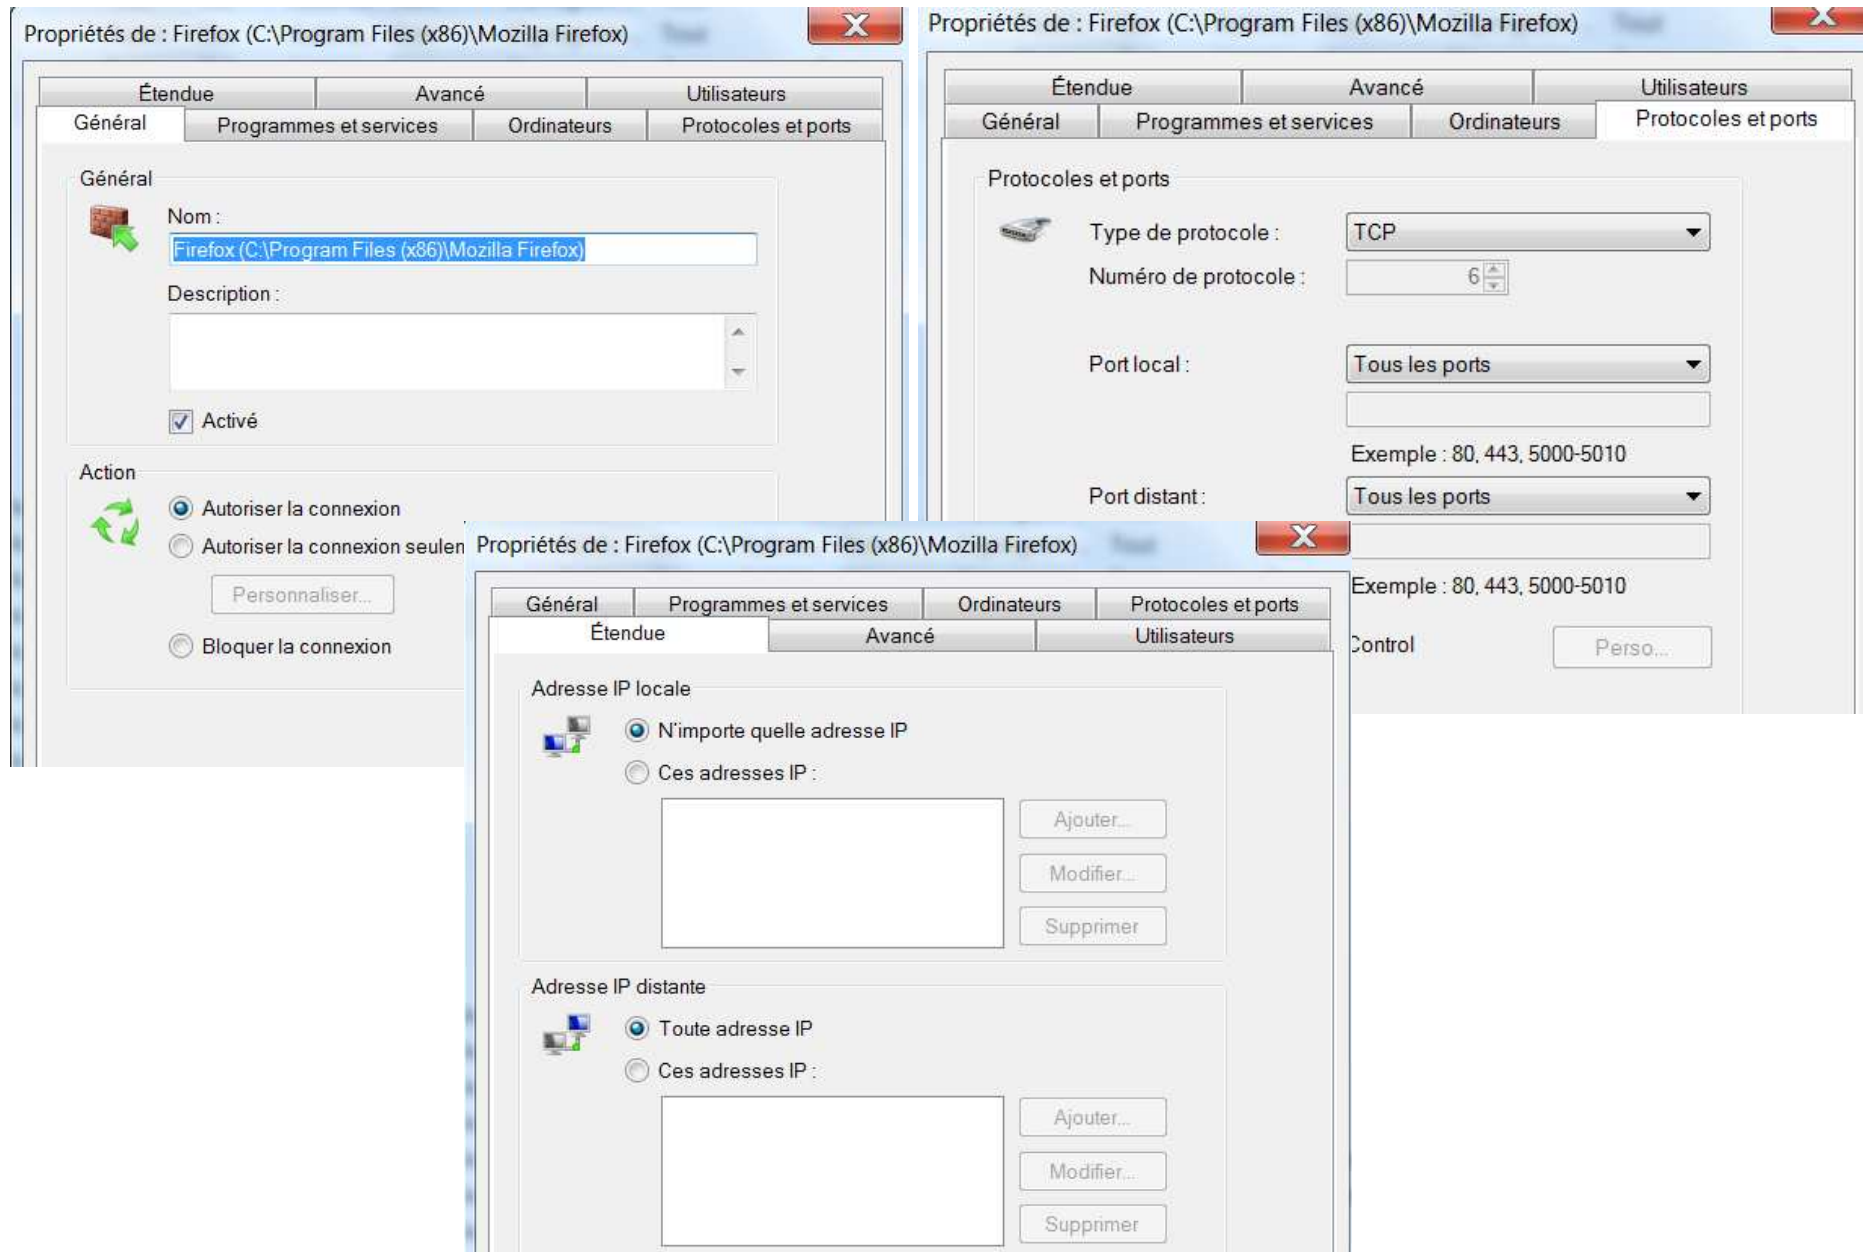 Propriétés de : Firefox (C:\Program Files (x86)\Mozilla Firefox)
Étendue Avancé Utilisateurs
Général Programmes et services Ordinateurs Protocoles et ports
Général
Nom :
Firefox (C:\Program Files (x86)\Mozilla Firefox)
Description :
Activé
Action
Autoriser la connexion
Autoriser la connexion seulem
Personnaliser...
Bloquer la connexion
Propriétés de : Firefox (C:\Program Files (x86)\Mozilla Firefox)
Étendue Avancé Utilisateurs
Général Programmes et services Ordinateurs Protocoles et ports
Protocoles et ports
Type de protocole : TCP
Numéro de protocole : 6
Port local : Tous les ports
Exemple : 80, 443, 5000-5010
Port distant : Tous les ports
Exemple : 80, 443, 5000-5010
Control Perso...
Propriétés de : Firefox (C:\Program Files (x86)\Mozilla Firefox)
Général Programmes et services Ordinateurs Protocoles et ports
Étendue Avancé Utilisateurs
Adresse IP locale
N'importe quelle adresse IP
Ces adresses IP :
Ajouter...
Modifier...
Supprimer
Adresse IP distante
Toute adresse IP
Ces adresses IP :
Ajouter...
Modifier...
Supprimer